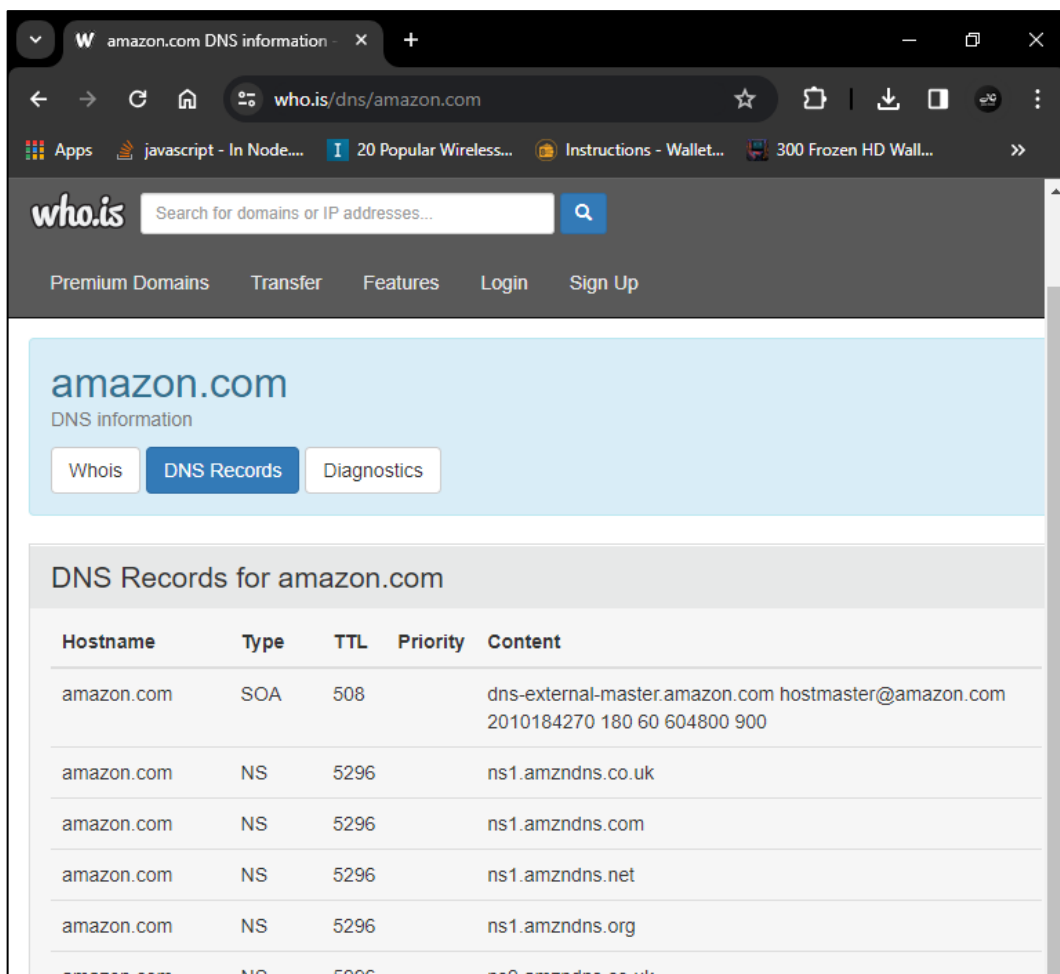 W amazon.com DNS information -
who.is/dns/amazon.com
Apps javascript - In Node.... I 20 Popular Wireless... Instructions - Wallet... 300 Frozen HD Wall... »
who.is Search for domains or IP addresses...
Premium Domains Transfer Features Login Sign Up
amazon.com
DNS information
Whois DNS Records Diagnostics
DNS Records for amazon.com
Hostname Type TTL Priority Content
amazon.com SOA 508 dns-external-master.amazon.com hostmaster@amazon.com
2010184270 180 60 604800 900
amazon.com NS 5296 ns1.amzndns.co.uk
amazon.com NS 5296 ns1.amzndns.com
amazon.com NS 5296 ns1.amzndns.net
amazon.com NS 5296 ns1.amzndns.org